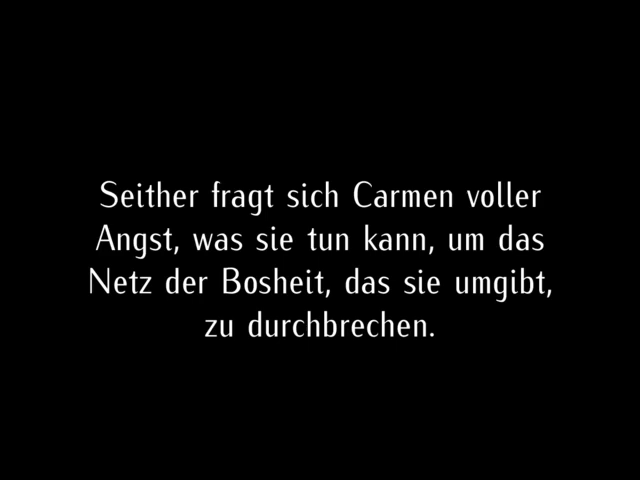 Seither fragt sich Carmen voller
Angst, was sie tun kann, um das
Netz der Bosheit, das sie umgibt,
zu durchbrechen.